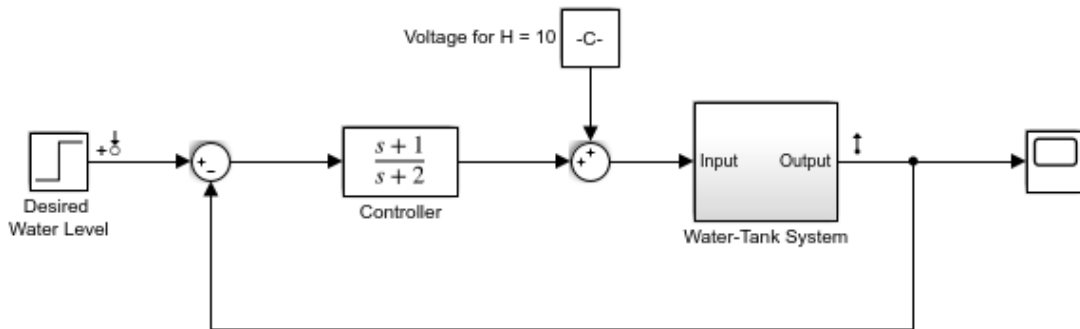 Voltage for H = 10
-C-
+
+
+
-
s + 1
s + 2
+
+
Input
Output
Desired
Water Level
Controller
Water-Tank System